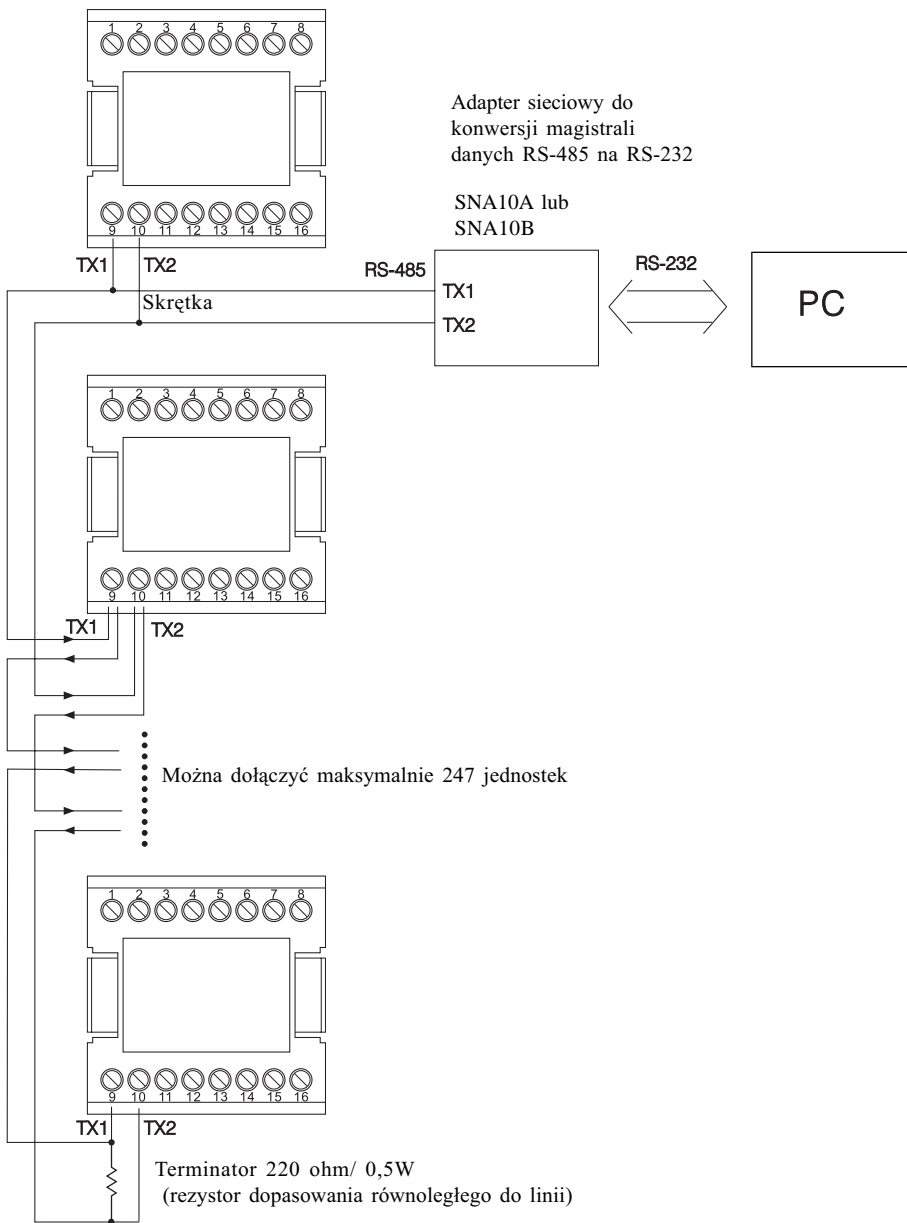 1 2 3 4 5 6 7 8
9 10 11 12 13 14 15 16
TX1 TX2
Adapter sieciowy do
konwersji magistrali
danych RS-485 na RS-232
SNA10A lub
SNA10B
RS-485
TX1
TX2
RS-232
PC
Skrętka
1 2 3 4 5 6 7 8
9 10 11 12 13 14 15 16
TX1 TX2
Można dołączyć maksymalnie 247 jednostek
1 2 3 4 5 6 7 8
9 10 11 12 13 14 15 16
TX1 TX2
Terminator 220 ohm/ 0,5W
(rezystor dopasowania równoległego do linii)